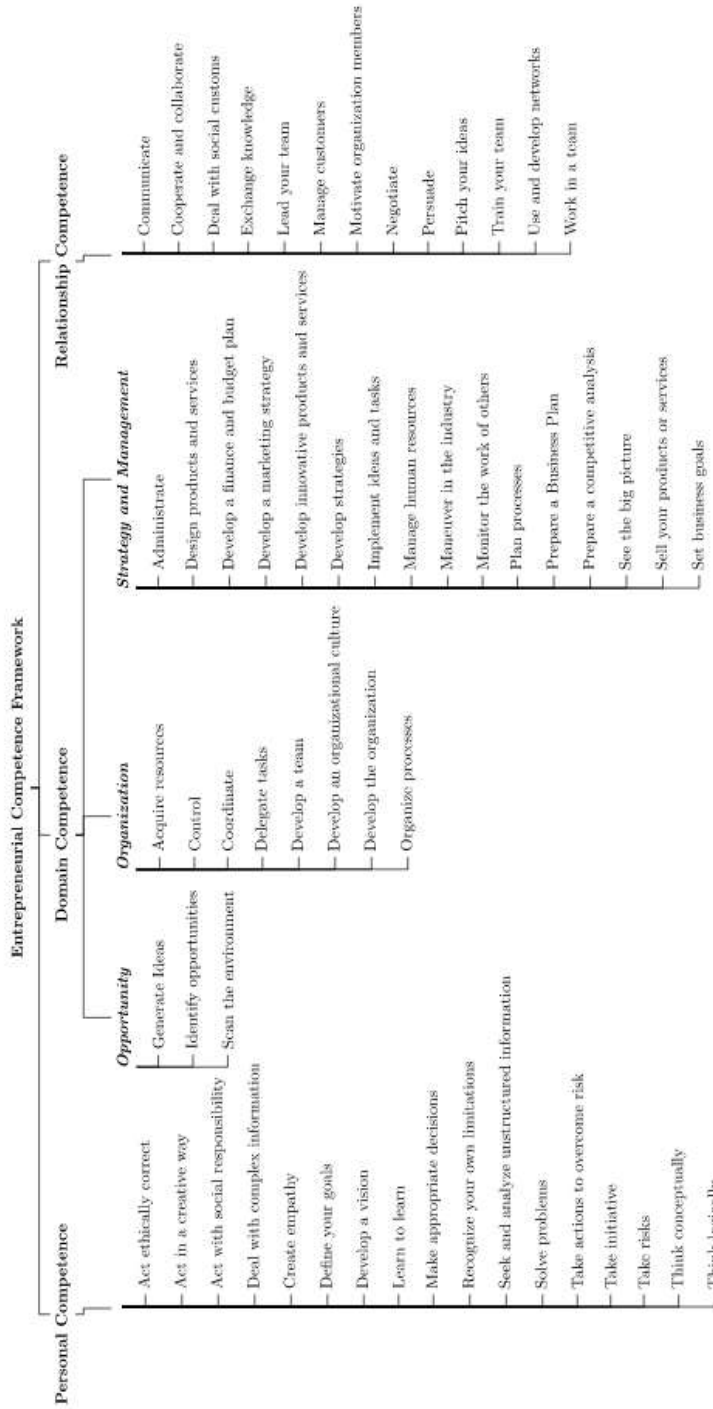 Entrepreneurial Competence Framework
Personal Competence
Act ethically correct
Act in a creative way
Act with social responsibility
Deal with complex information
Create empathy
Define your goals
Develop a vision
Learn to learn
Make appropriate decisions
Recognize your own limitations
Seek and analyze unstructured information
Solve problems
Take actions to overcome risk
Take initiative
Take risks
Think conceptually
Think logically
Domain Competence
Opportunity
Generate Ideas
Identify opportunities
Scan the environment
Organization
Acquire resources
Control
Coordinate
Delegate tasks
Develop a team
Develop an organizational culture
Develop the organization
Organize processes
Strategy and Management
Administrate
Design products and services
Develop a finance and budget plan
Develop a marketing strategy
Develop innovative products and services
Develop strategies
Implement ideas and tasks
Manage human resources
Maneuver in the industry
Monitor the work of others
Plan processes
Prepare a Business Plan
Prepare a competitive analysis
See the big picture
Sell your products or services
Set business goals
Relationship Competence
Communicate
Cooperate and collaborate
Deal with social customs
Exchange knowledge
Lead your team
Manage customers
Motivate organization members
Negotiate
Persuade
Pitch your ideas
Train your team
Use and develop networks
Work in a team